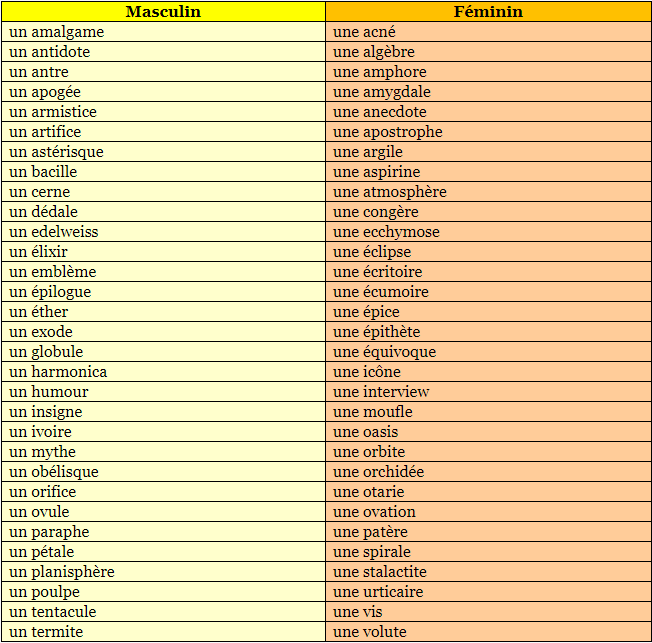 Masculin Féminin
un amalgame une acné
un antidote une algèbre
un antre une amphore
un apogée une amygdale
un armistice une anecdote
un artifice une apostrophe
un astérisque une argile
un bacille une aspirine
un cerne une atmosphère
un dédale une congère
un edelweiss une ecchymose
un élixir une éclipse
un emblème une écritoire
un épilogue une écumoire
un éther une épice
un exode une épithète
un globule une équivoque
un harmonica une icône
un humour une interview
un insigne une moufle
un ivoire une oasis
un mythe une orbite
un obélisque une orchidée
un orifice une otarie
un ovule une ovation
un paraphe une patère
un pétale une spirale
un planisphère une stalactite
un poulpe une urticaire
un tentacule une vis
un termite une volute